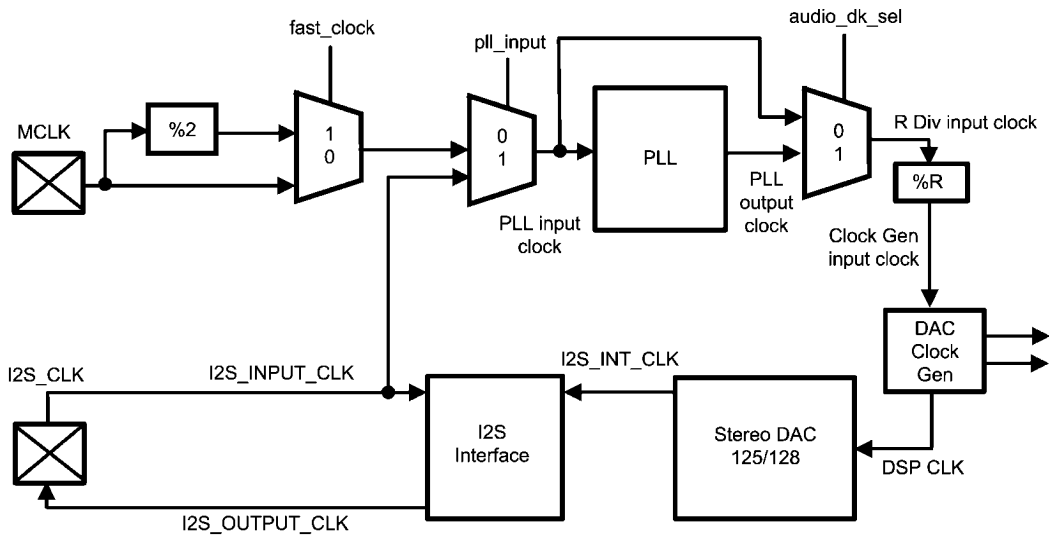 fast_clock
pll_input
audio_dk_sel
MCLK
%2
1
0
0
1
PLL
0
1
R Div input clock
%R
PLL input
clock
PLL
output
clock
Clock Gen
input clock
DAC
Clock
Gen
I2S_CLK
I2S_INPUT_CLK
I2S_INT_CLK
I2S
Interface
Stereo DAC
125/128
DSP CLK
I2S_OUTPUT_CLK